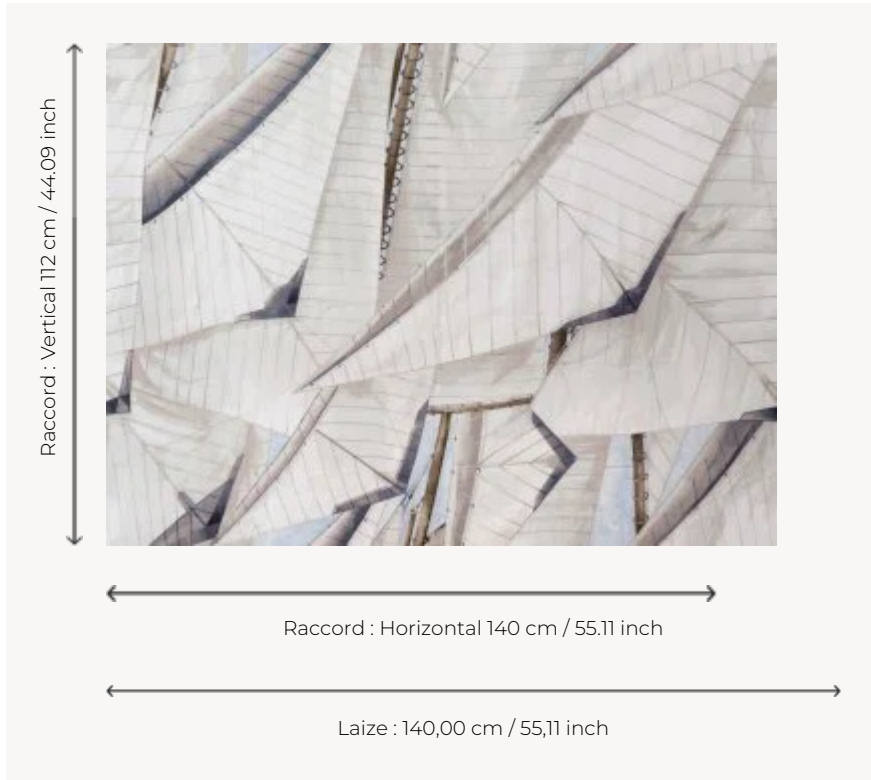 Raccord : Vertical 112 cm / 44.09 inch
Raccord : Horizontal 140 cm / 55.11 inch
Laize : 140,00 cm / 55,11 inch